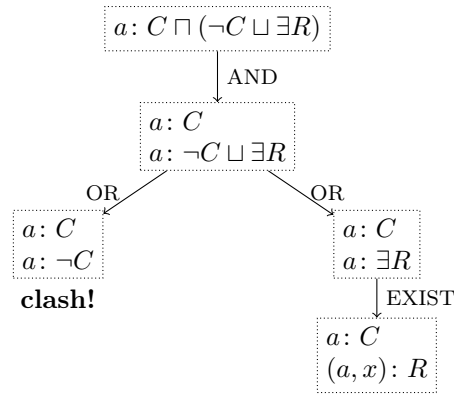 a: C ⊓ (¬C ⊔ ∃R)
AND
a: C
a: ¬C ⊔ ∃R
OR
OR
a: C
a: ¬C
clash!
a: C
a: ∃R
EXIST
a: C
(a, x): R